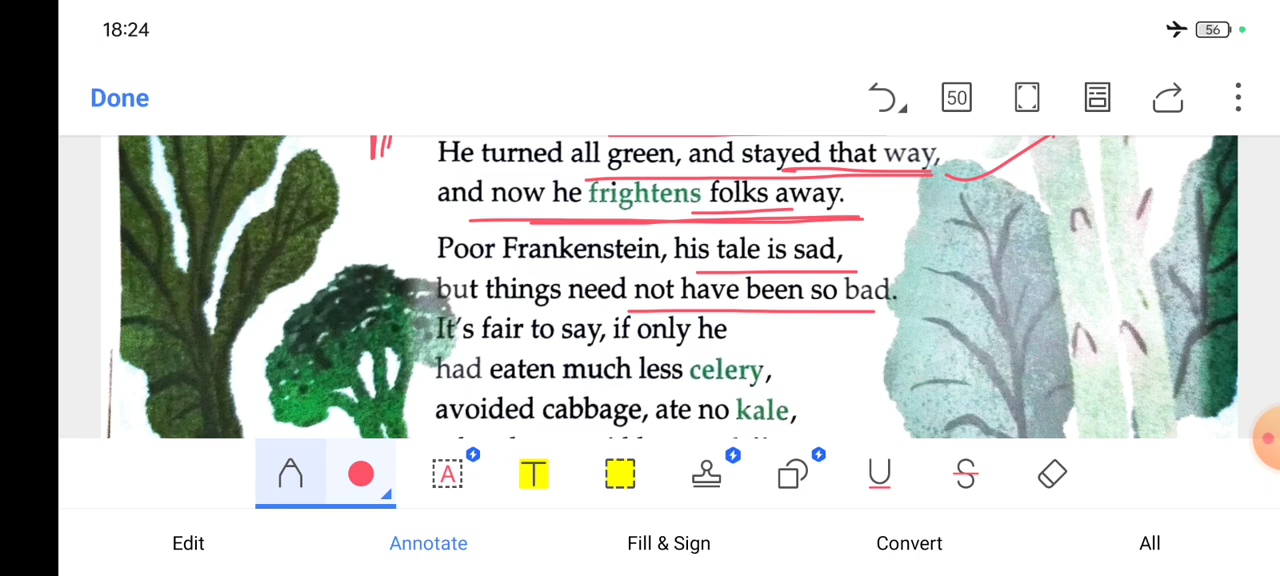 18:24
56
Done
50
He turned all green, and stayed that way,
and now he frightens folks away.
Poor Frankenstein, his tale is sad,
but things need not have been so bad.
It's fair to say, if only he
had eaten much less celery,
avoided cabbage, ate no kale,
A
T
U
S
Edit
Annotate
Fill & Sign
Convert
All